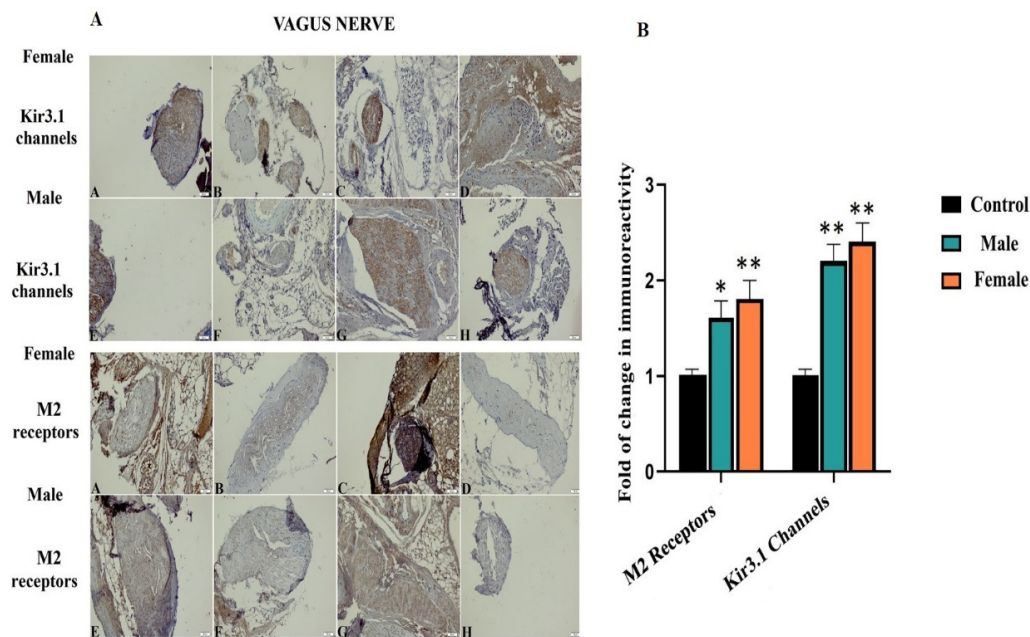 A
VAGUS NERVE
Female
Kir3.1
channels
A
B
C
D
Male
Kir3.1
channels
E
F
G
H
Female
M2
receptors
A
B
C
D
Male
M2
receptors
E
F
G
H
B
Fold of change in immunoreactivity
3
2
1
0
* **
** **
M2 Receptors
Kir3.1 Channels
Control
Male
Female